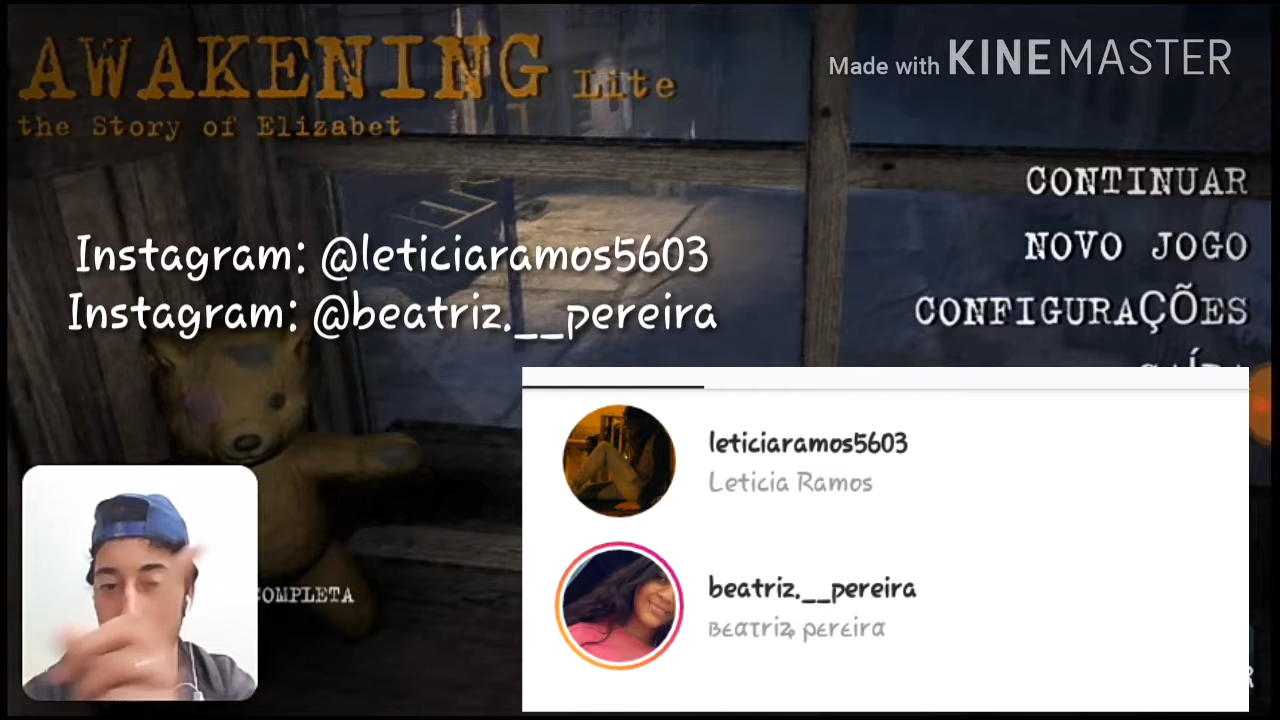 AWAKENING Lite
the Story of Elizabet
Made with KINEMASTER
CONTINUAR
NOVO JOGO
CONFIGURAÇÕES
Instagram: @leticiaramos5603
Instagram: @beatriz.__pereira
leticiaramos5603
Leticia Ramos
beatriz.__pereira
вєαтriz pereira
COMPLETA